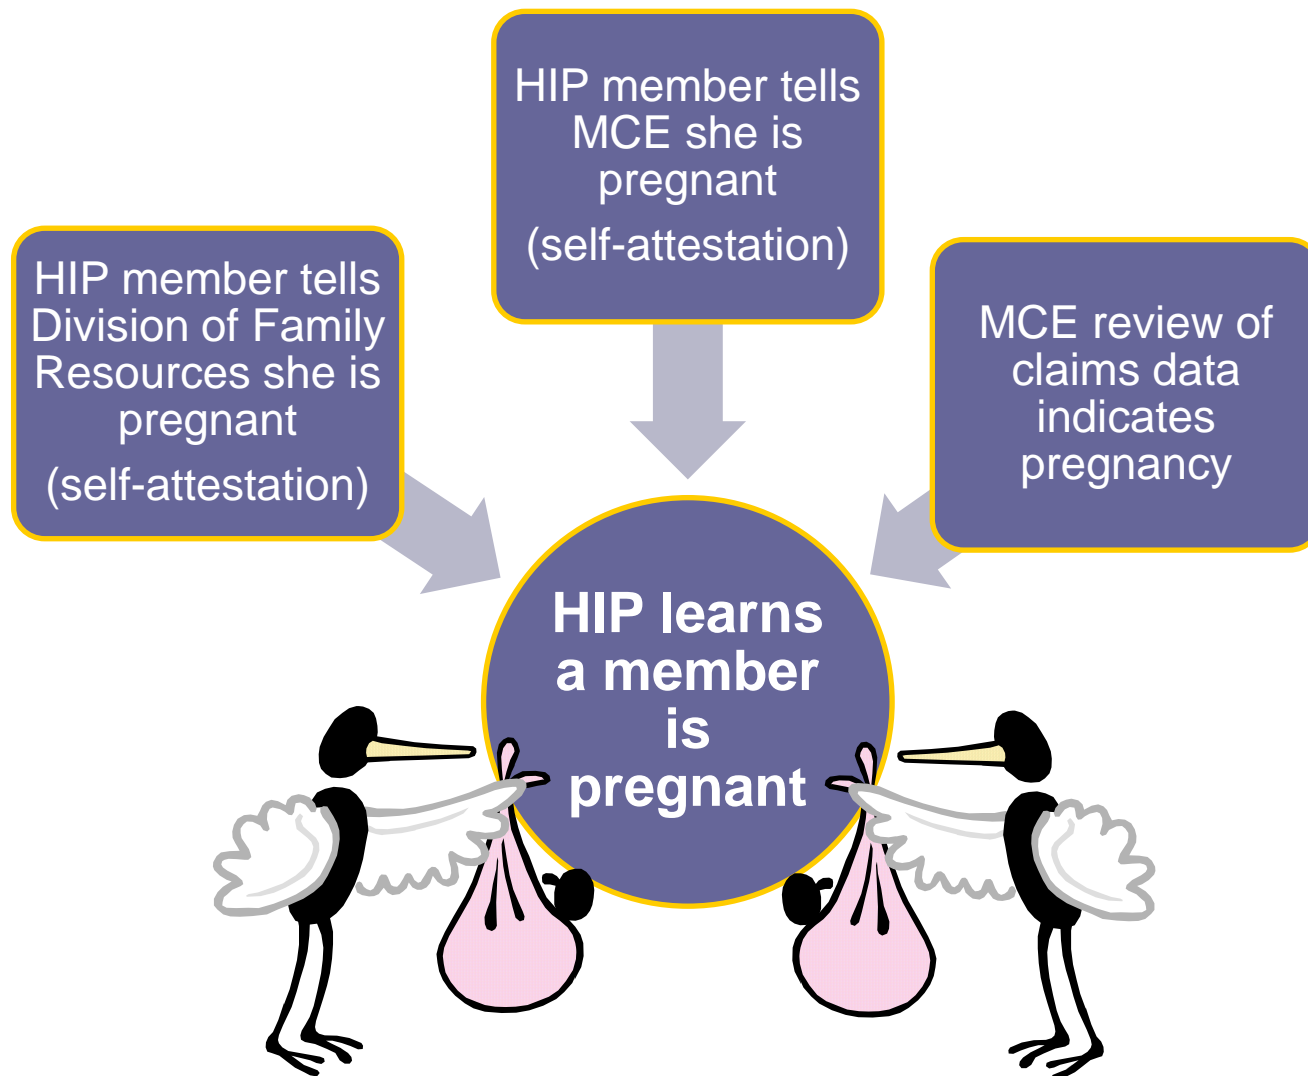 HIP member tells
MCE she is
pregnant
(self-attestation)
HIP member tells
Division of Family
Resources she is
pregnant
(self-attestation)
MCE review of
claims data
indicates
pregnancy
HIP learns
a member
is
pregnant